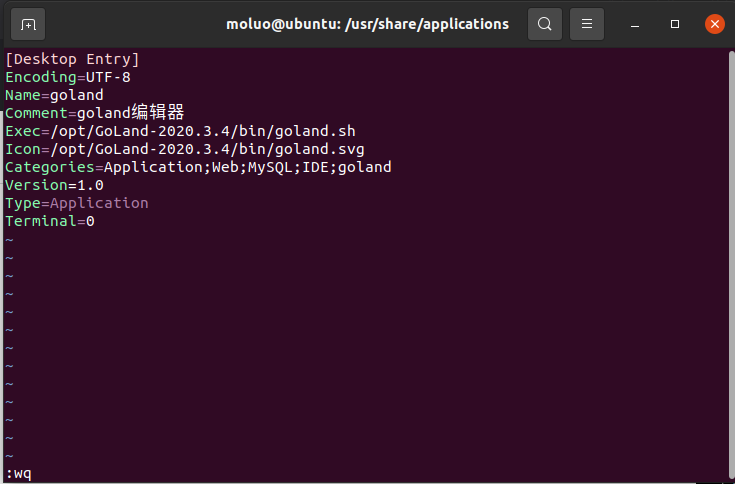 moluo@ubuntu: /usr/share/applications
[Desktop Entry]
Encoding=UTF-8
Name=goland
Comment=goland编辑器
Exec=/opt/GoLand-2020.3.4/bin/goland.sh
Icon=/opt/GoLand-2020.3.4/bin/goland.svg
Categories=Application;Web;MySQL;IDE;goland
Version=1.0
Type=Application
Terminal=0
~
~
~
~
~
~
~
~
~
~
~
~
~
:wq